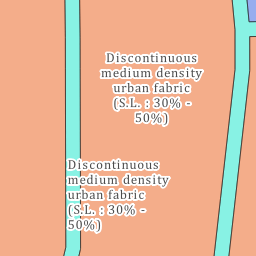 Discontinuous
medium density
urban fabric
(S.L. : 30% -
50%)
Discontinuous
medium density
urban fabric
(S.L. : 30% -
50%)